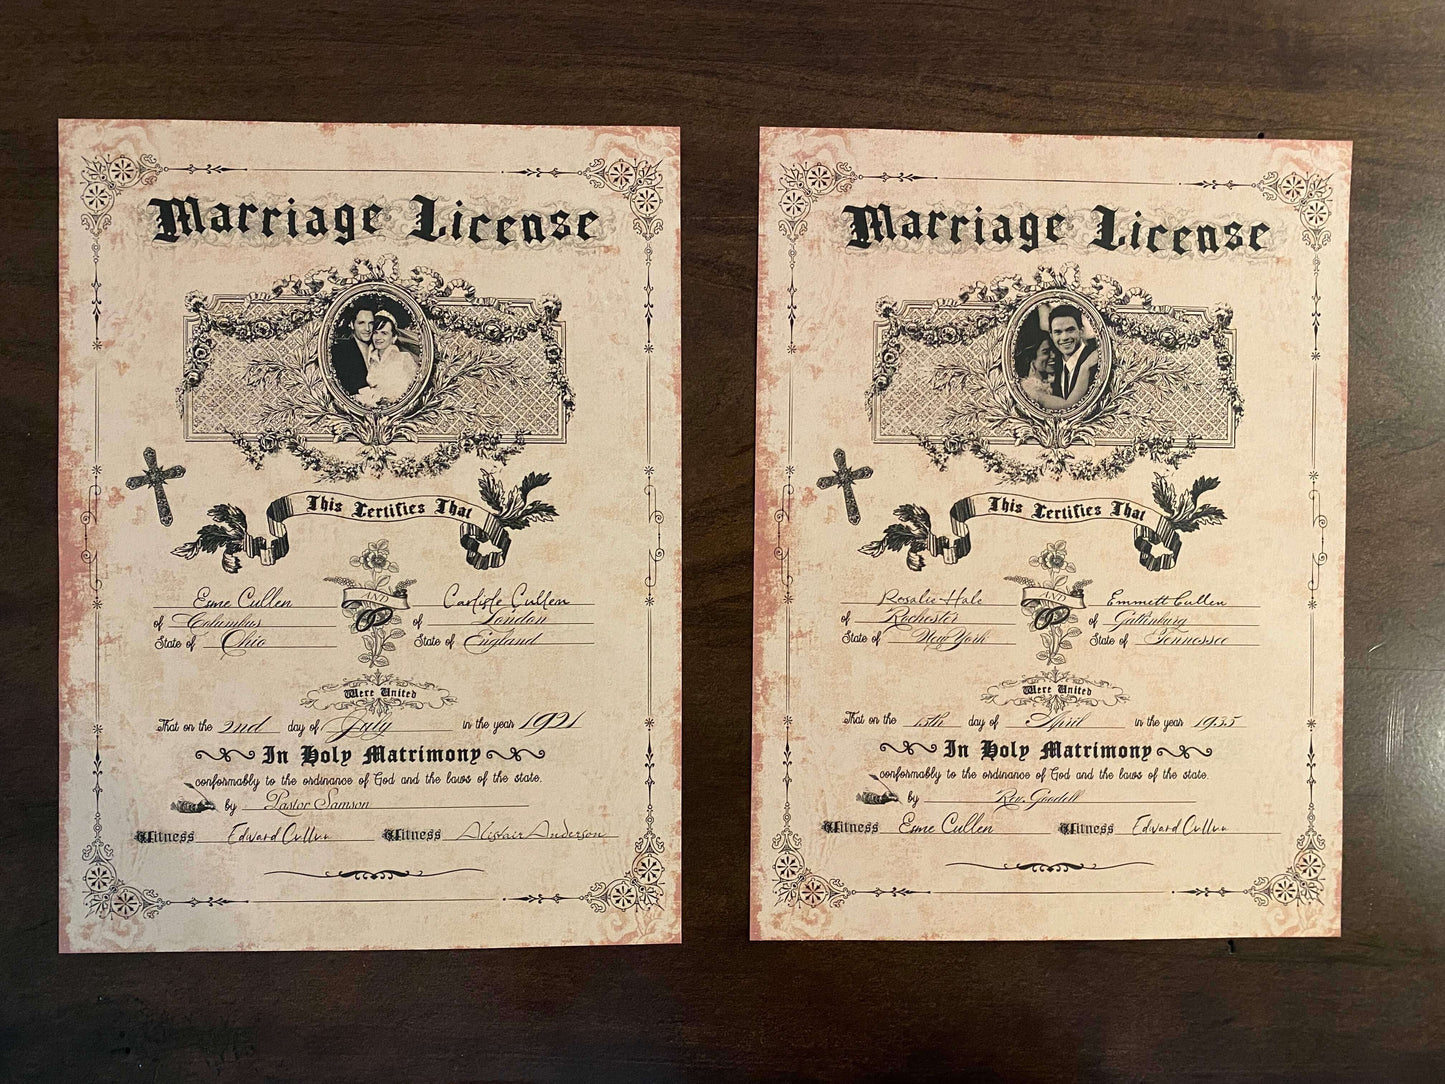 Marriage License
This Certifies That
Esme Cullen AND Carlisle Cullen
of Columbus of London
State of Ohio State of England
Were United
That on the 2nd day of July in the year 1921
In Holy Matrimony
conformably to the ordinance of God and the laws of the state.
by Pastor Samson
Witness Edward Cullen Witness Alistair Anderson
Marriage License
This Certifies That
Rosalie Hale AND Emmett Cullen
of Rochester of Gatlinburg
State of New York State of Tennessee
Were United
That on the 15th day of April in the year 1935
In Holy Matrimony
conformably to the ordinance of God and the laws of the state.
by Rev. Goodell
Witness Esme Cullen Witness Edward Cullen